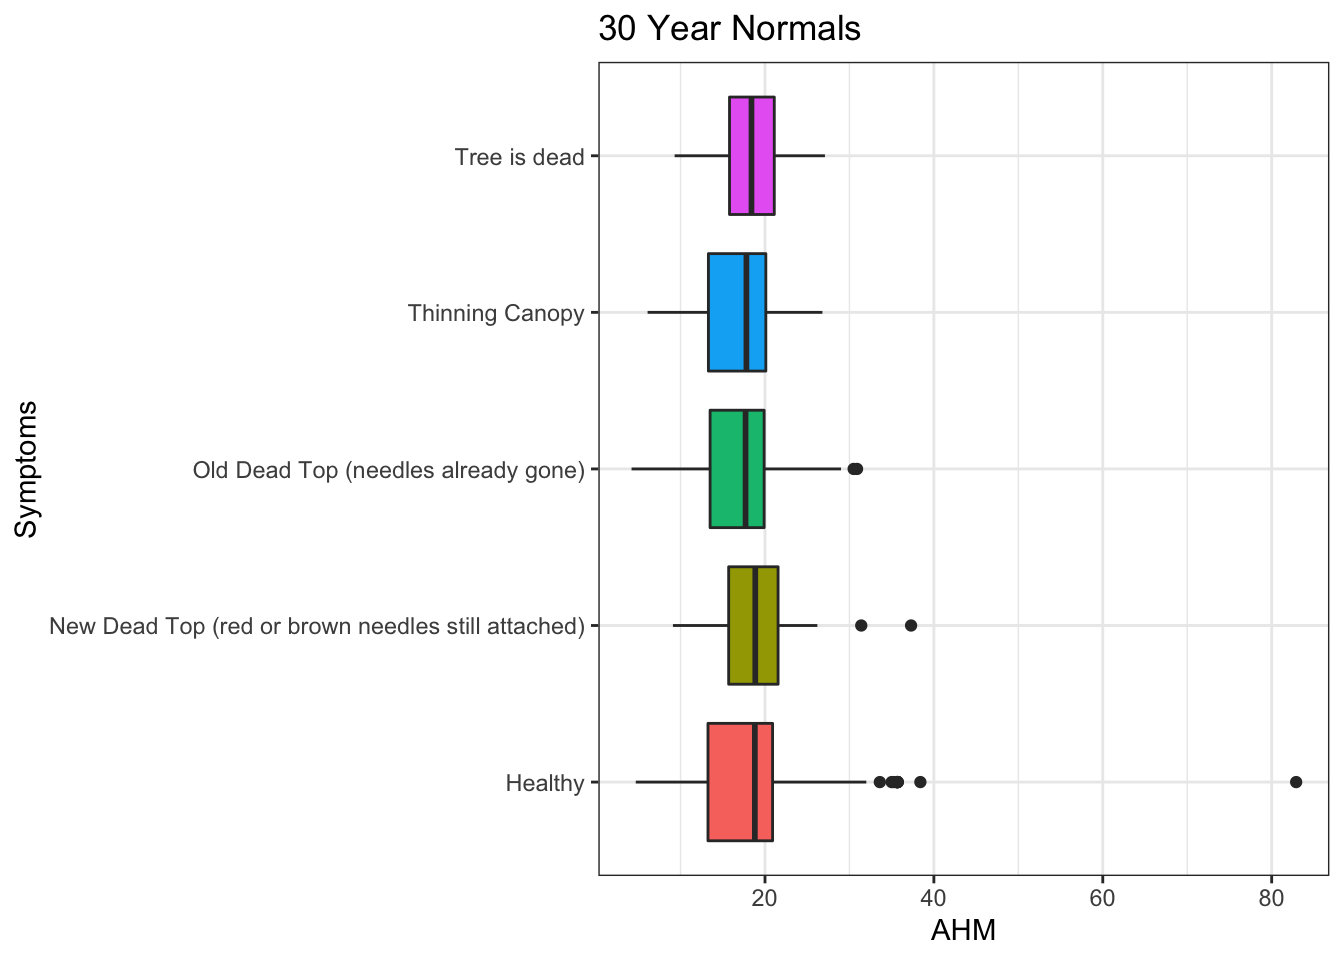 30 Year Normals
Tree is dead
Thinning Canopy
Old Dead Top (needles already gone)
New Dead Top (red or brown needles still attached)
Healthy
Symptoms
20 40 60 80
AHM